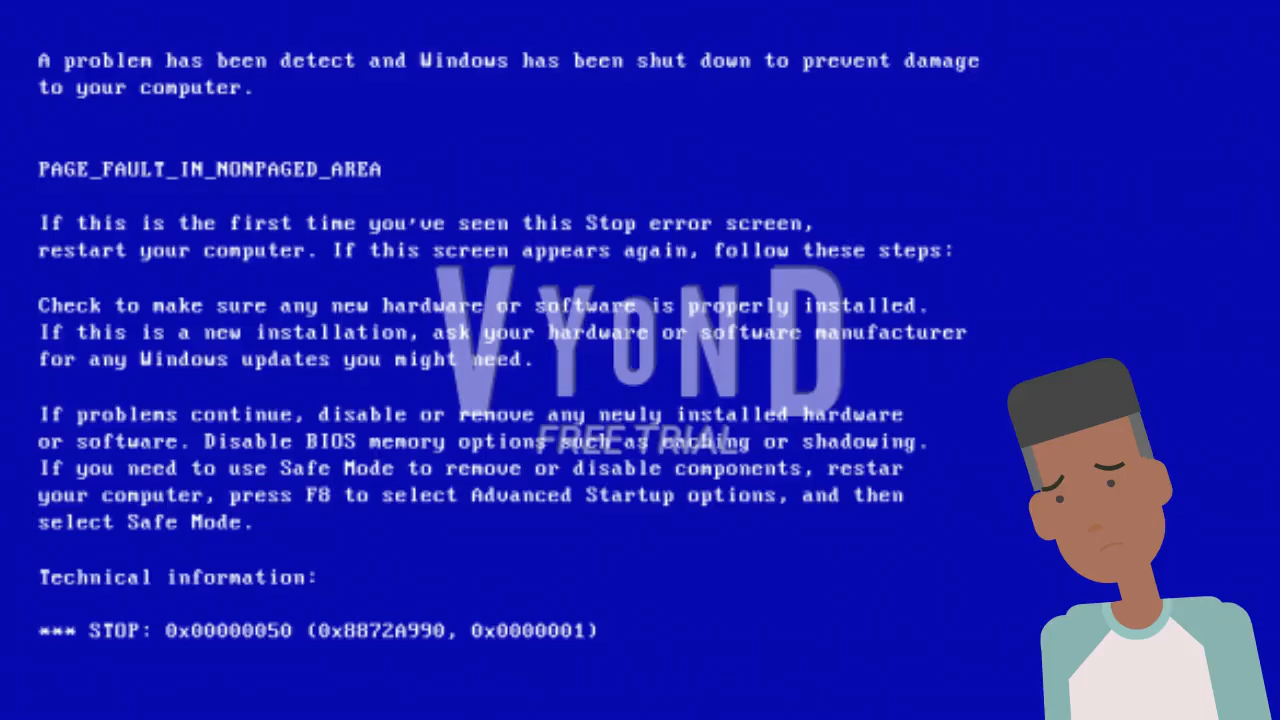 A problem has been detect and Windows has been shut down to prevent damage
to your computer.
PAGE_FAULT_IN_NONPAGED_AREA
If this is the first time you've seen this Stop error screen,
restart your computer. If this screen appears again, follow these steps:
Check to make sure any new hardware or software is properly installed.
If this is a new installation, ask your hardware or software manufacturer
for any Windows updates you might need.
VYOND
If problems continue, disable or remove any newly installed hardware
or software. Disable BIOS memory options such as caching or shadowing.
FREE TRIAL
If you need to use Safe Mode to remove or disable components, restar
your computer, press F8 to select Advanced Startup options, and then
select Safe Mode.
Technical information:
*** STOP: 0x00000050 (0x8872A990, 0x0000001)